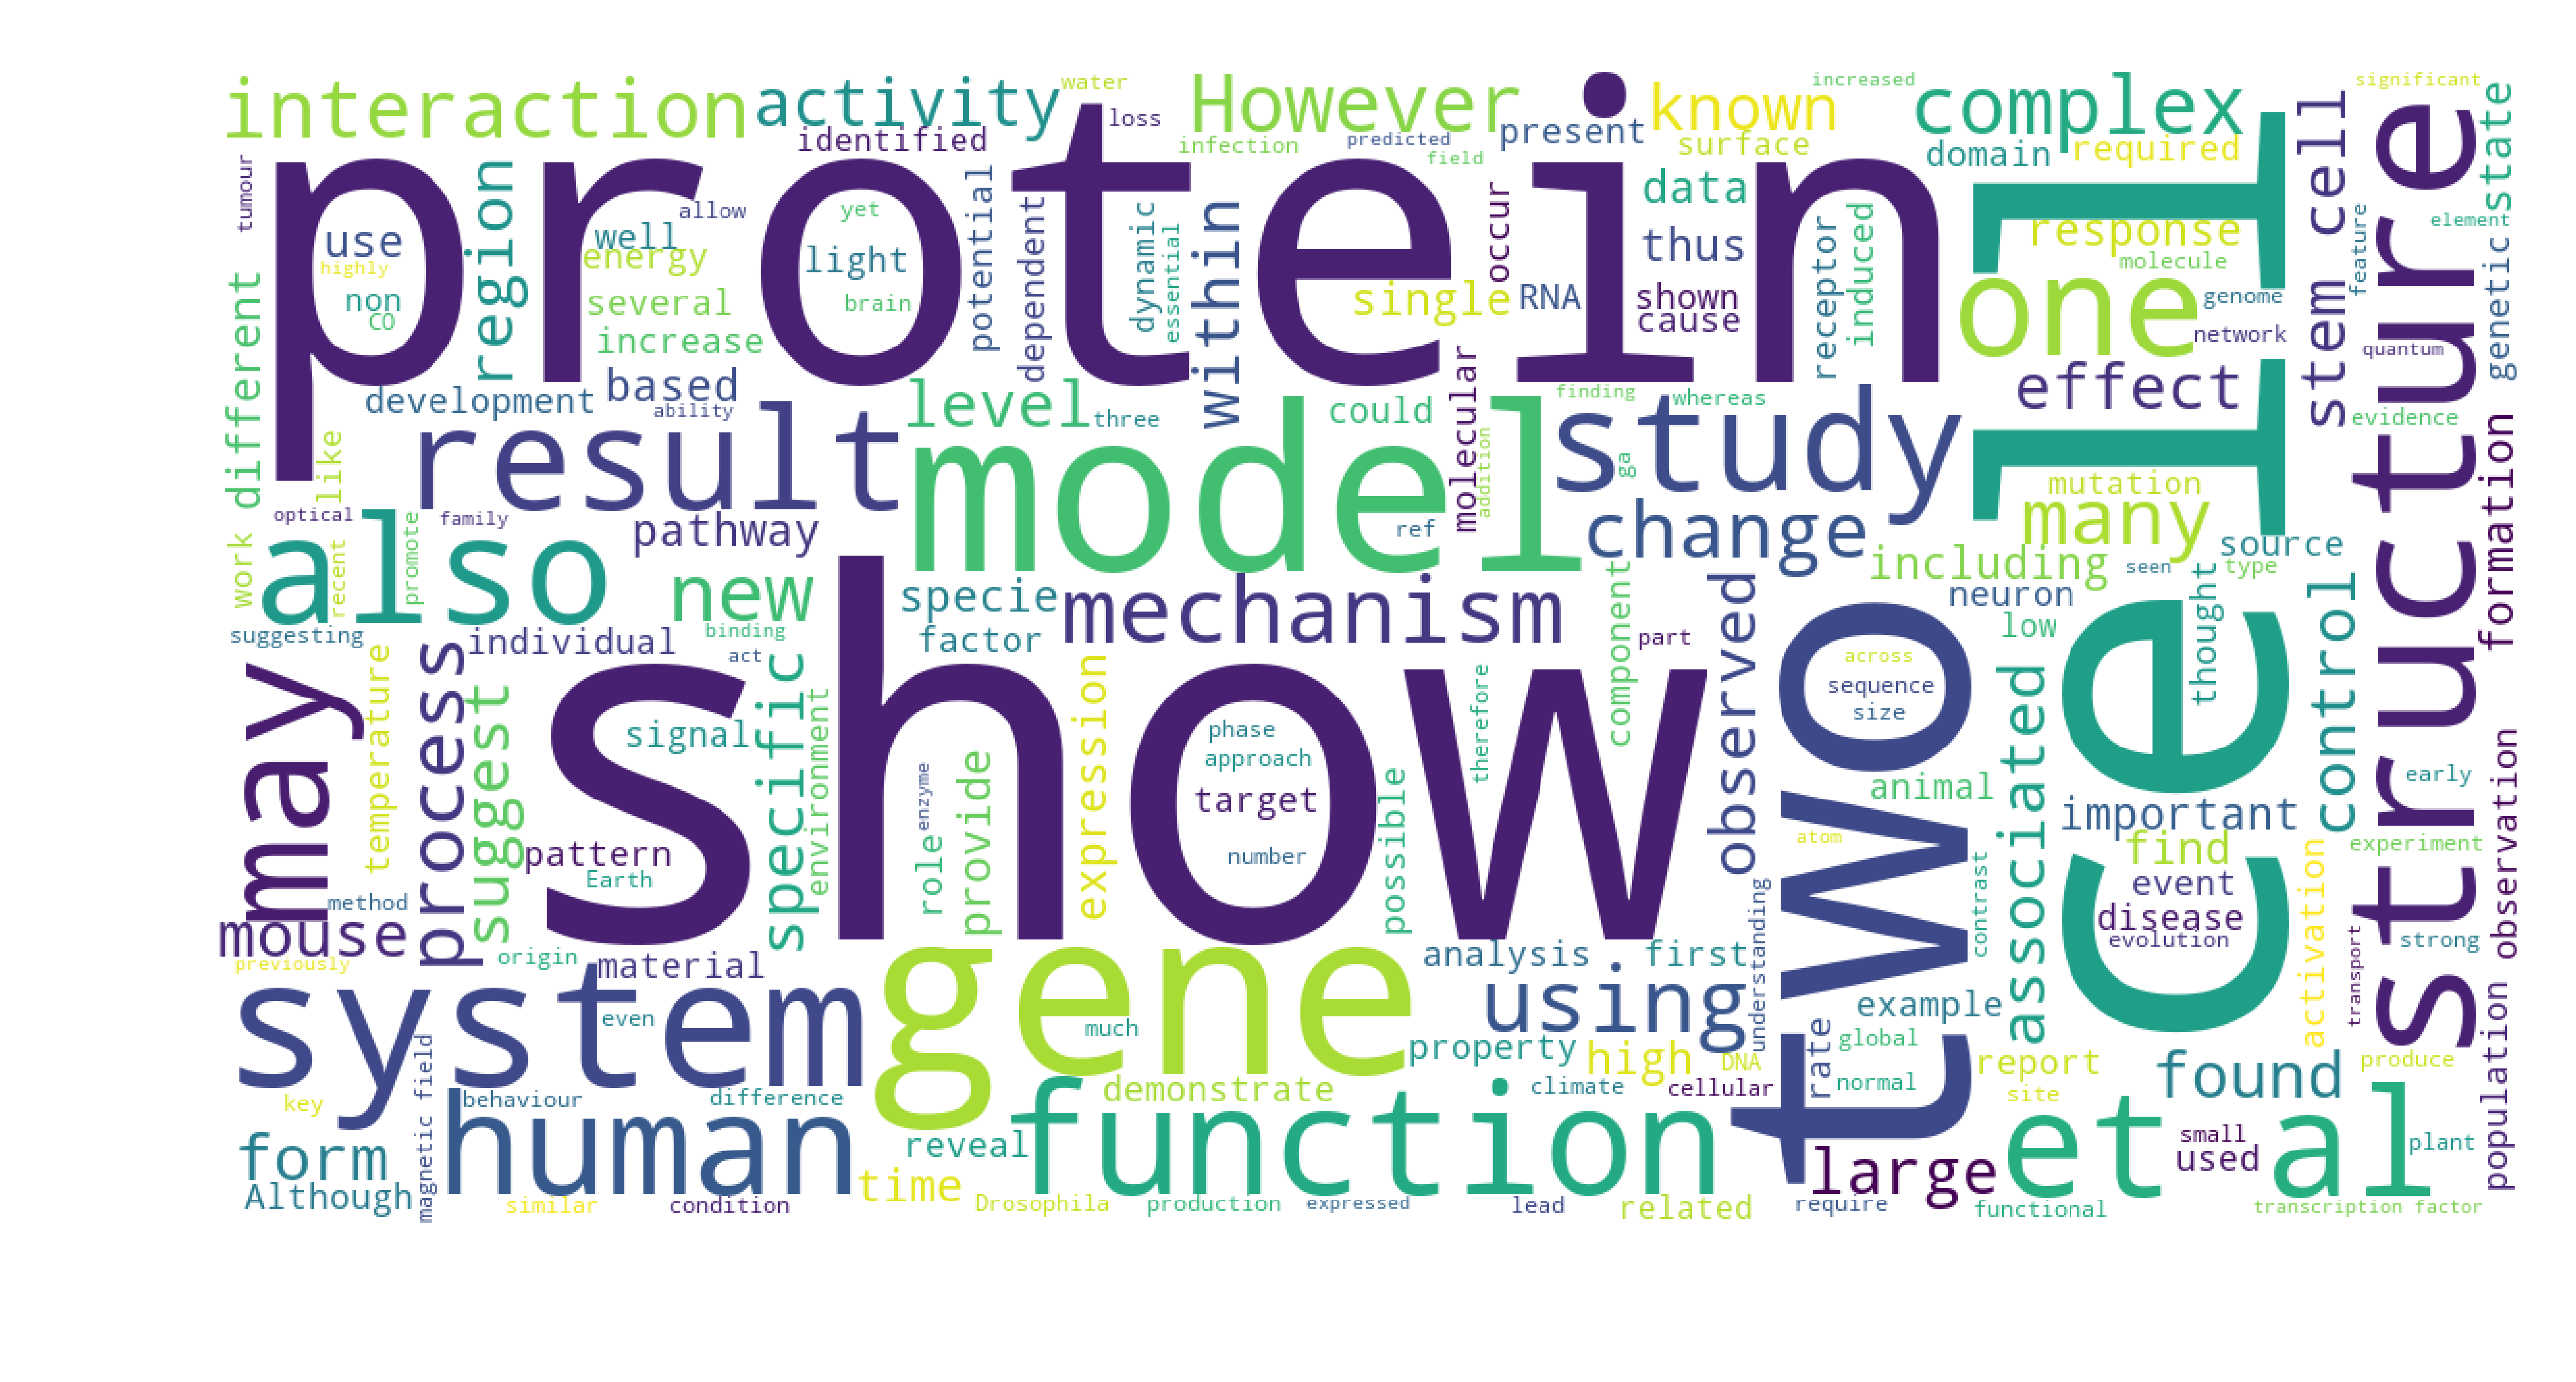 interaction
activity
water
However
increased
known
complex
significant
identified
loss
infection
predicted
field
present
surface
domain
required
state
stem cell
tumour
protein
cell
structure
use
highly
non
CO
region
well
energy
allow
several
increase
yet
light
brain
potential
dependent
dynamic
essential
within
single
occur
RNA
data
thus
shown
cause
receptor
induced
response
molecule
one
genome
network
effect
feature
element
quantum
genetic
evidence
different
development
based
ability
level
three
could
finding
whereas
molecular
addition
ga
study
result
model
ref
like
optical
family
pathway
change
mutation
many
including
source
seen
type
formation
work
recent
promote
also
new
specie
factor
mechanism
component
part
observed
neuron
low
thought
control
suggesting
individual
binding
act
may
temperature
process
suggest
signal
specific
environment
show
expression
phase
approach
target
number
therefore
possible
two
across
sequence
size
animal
atom
associated
important
early
find
event
disease
evolution
experiment
activation
strong
transport
observation
pattern
Earth
role
enzyme
provide
method
mouse
previously
origin
material
system
even
gene
much
analysis
first
using
understanding
contrast
example
property
high
DNA
rate
global
report
found
produce
population
key
magnetic field
behaviour
difference
demonstrate
climate
cellular
normal
site
form
human
reveal
function
large
et al
small
used
plant
Although
similar
condition
time
Drosophila
production
expressed
lead
related
require
functional
transcription factor